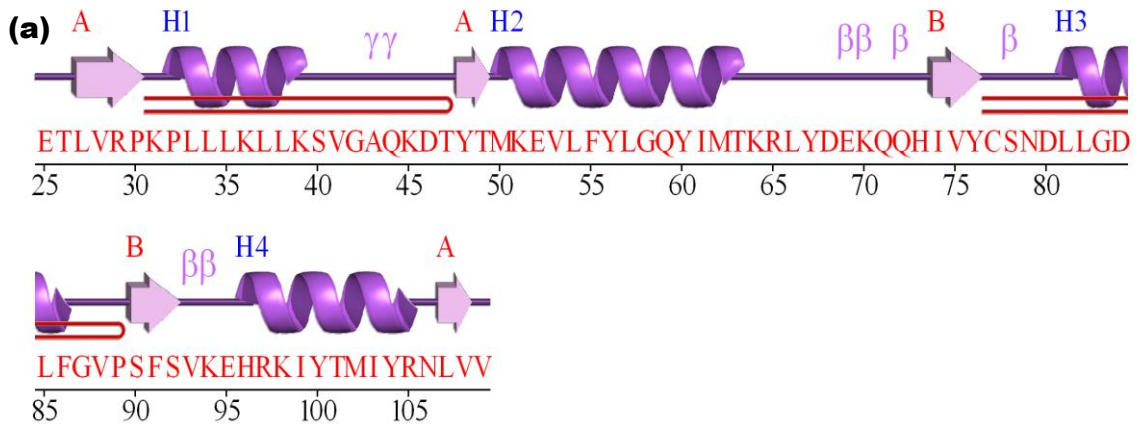 (a)
A H1 γγ A H2 ββ β B β H3
ETLVRPKPLLLKLLKSVGAQKDTYTMKEVLFYLGQYIMTKRLYDEKQQHIVYCSNDLLGD
25 30 35 40 45 50 55 60 65 70 75 80
B ββ H4 A
LFGVPSFSVKEHRKIYTMIYRNLVV
85 90 95 100 105